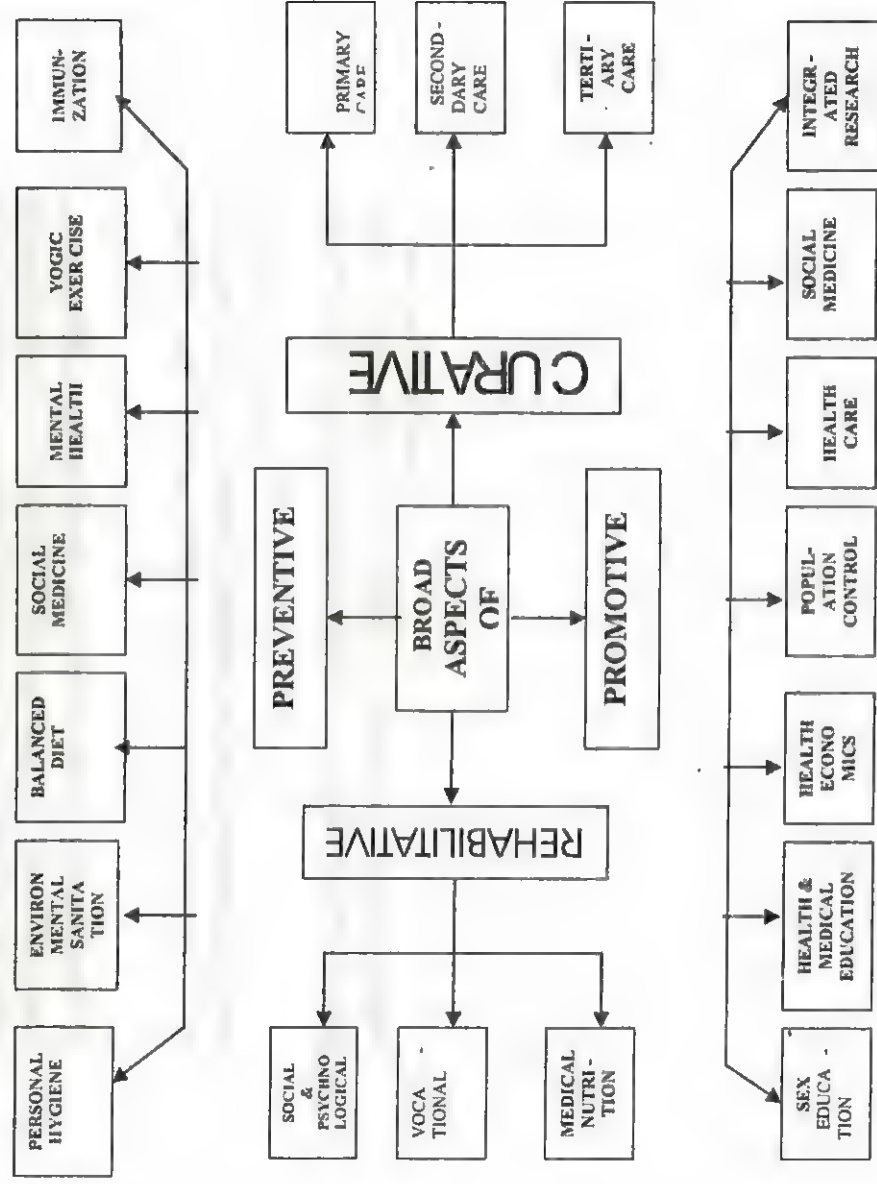 PERSONAL
HYGIENE
ENVIRON
MENTAL
SANITA
TION
BALANCED
DIET
SOCIAL
MEDICINE
MENTAL
HEALTH
YOGIC
EXER CISE
IMMUN-
ZATION
SOCIAL
&
PSYCHNO
LOGICAL
VOCA -
TIONAL
MEDICAL
NUTRI -
TION
REHABILITATIVE
PREVENTIVE
BROAD
ASPECTS
OF
PROMOTIVE
CURATIVE
PRIMARY
CARE
SECOND -
DARY
CARE
TERTI -
ARY
CARE
SEX
EDUCA -
TION
HEALTH &
MEDICAL
EDUCATION
HEALTH
ECONO
MICS
POPUL-
ATION
CONTROL
HEALTH
CARE
SOCIAL
MEDICINE
INTEGR -
ATED
RESEARCH